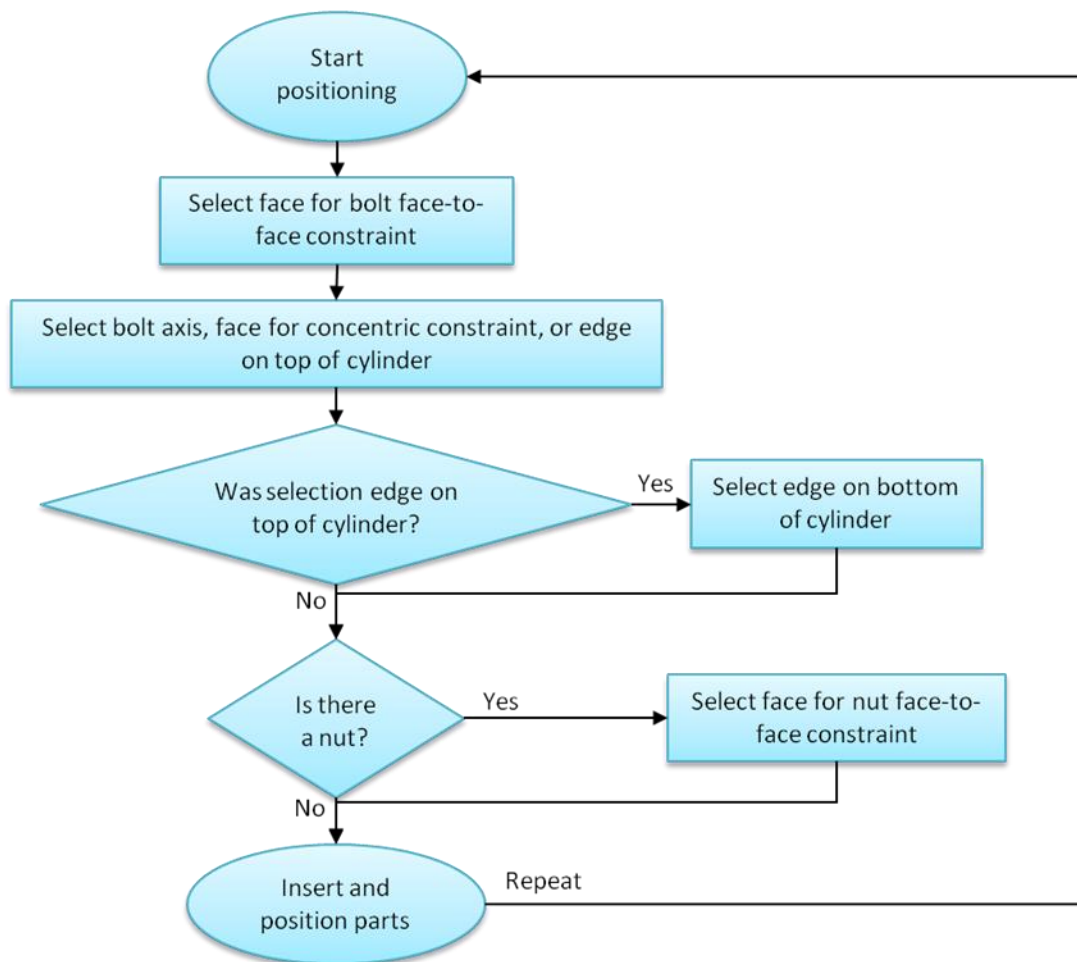 Start
positioning
Select face for bolt face-to-
face constraint
Select bolt axis, face for concentric constraint, or edge
on top of cylinder
Was selection edge on
top of cylinder?
Yes
Select edge on bottom
of cylinder
No
Is there
a nut?
Yes
Select face for nut face-to-
face constraint
No
Insert and
position parts
Repeat